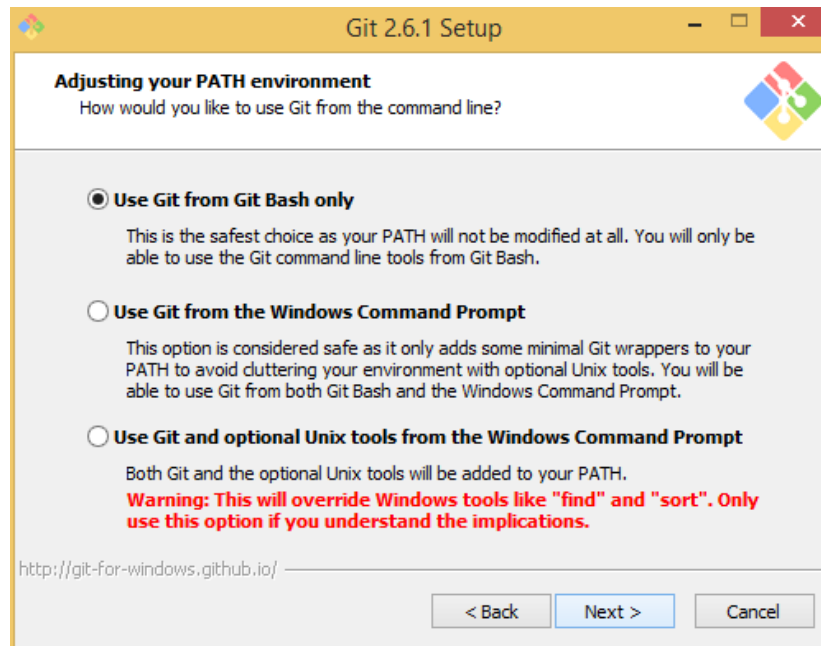 Git 2.6.1 Setup
Adjusting your PATH environment
How would you like to use Git from the command line?
Use Git from Git Bash only
This is the safest choice as your PATH will not be modified at all. You will only be
able to use the Git command line tools from Git Bash.
Use Git from the Windows Command Prompt
This option is considered safe as it only adds some minimal Git wrappers to your
PATH to avoid cluttering your environment with optional Unix tools. You will be
able to use Git from both Git Bash and the Windows Command Prompt.
Use Git and optional Unix tools from the Windows Command Prompt
Both Git and the optional Unix tools will be added to your PATH.
Warning: This will override Windows tools like "find" and "sort". Only
use this option if you understand the implications.
http://git-for-windows.github.io/
< Back Next > Cancel